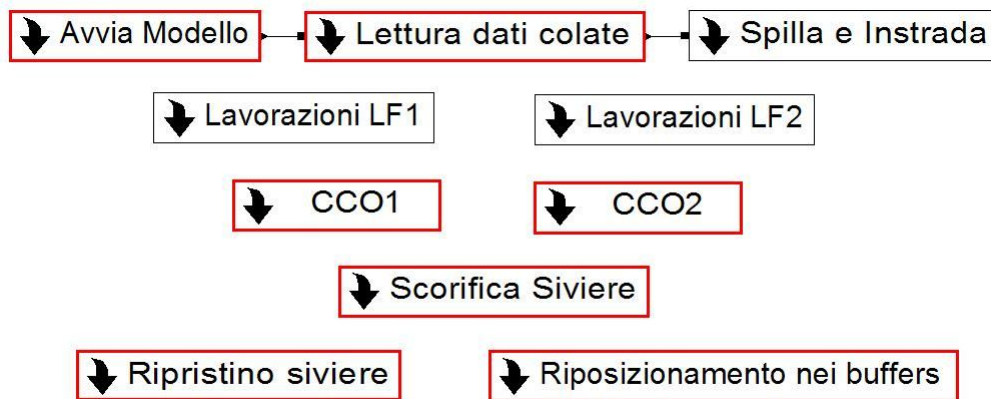 Avvia Modello Lettura dati colate Spilla e Instrada
Lavorazioni LF1 Lavorazioni LF2
CCO1 CCO2
Scorifica Siviere
Ripristino siviere Riposizionamento nei buffers